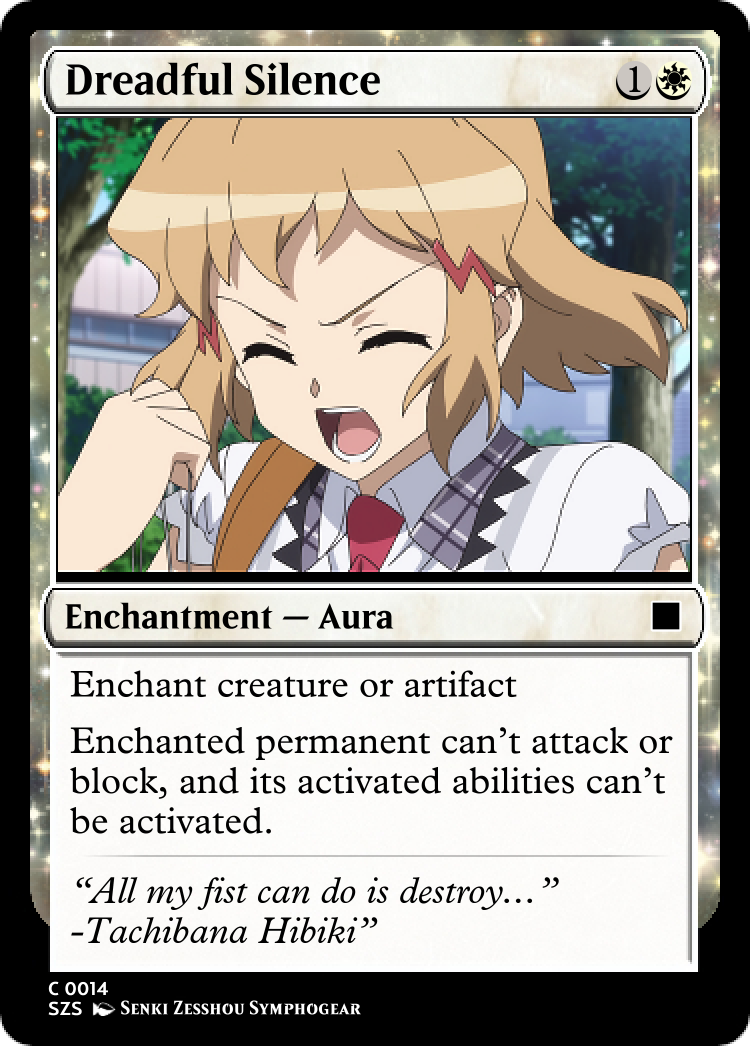 Dreadful Silence 1
Enchantment — Aura
Enchant creature or artifact
Enchanted permanent can’t attack or
block, and its activated abilities can’t
be activated.
“All my fist can do is destroy…”
-Tachibana Hibiki”
C 0014
SZS Senki Zesshou Symphogear